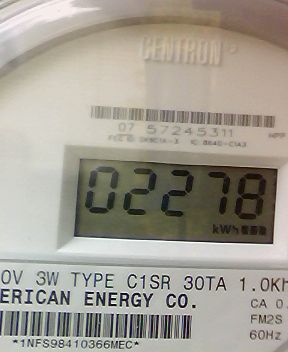 CENTRON
07 57245311
02278
kWh
0V 3W TYPE C1SR 30TA 1.0Kh
ERICAN ENERGY CO.
CA 0.
FM2S
60Hz
*1NFS98410366MEC*